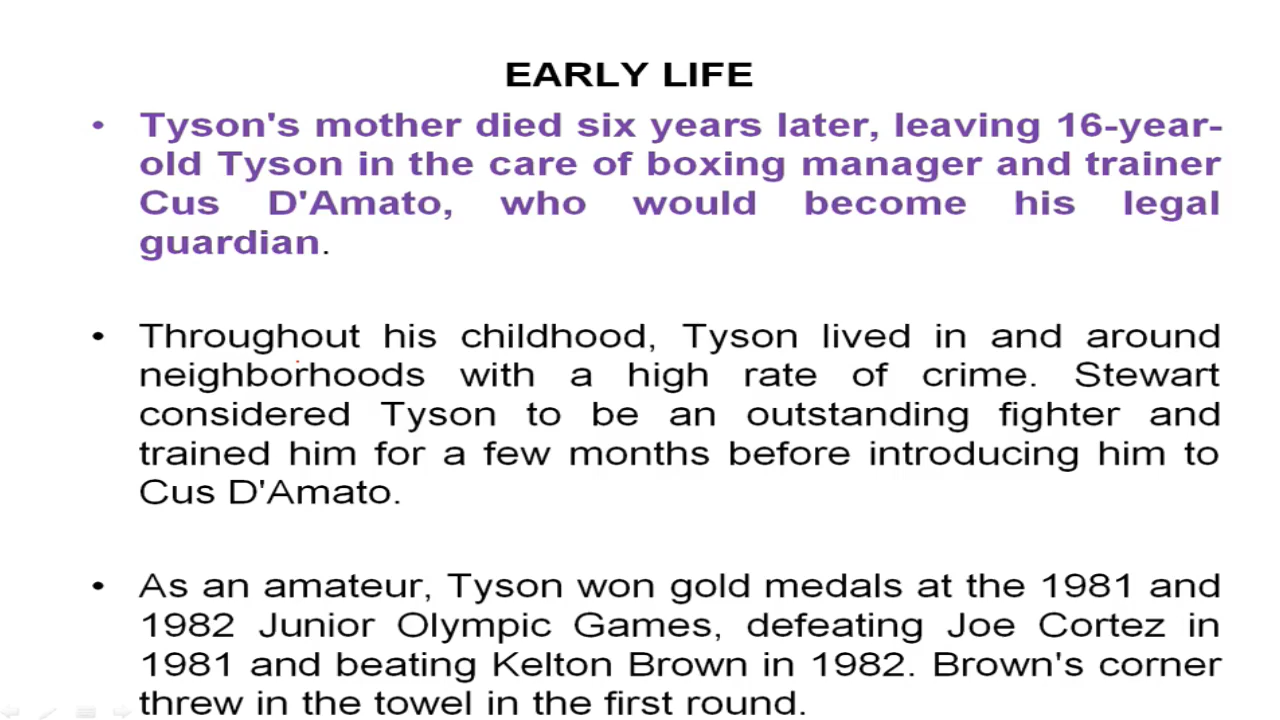 EARLY LIFE
• Tyson's mother died six years later, leaving 16-year-
old Tyson in the care of boxing manager and trainer
Cus D'Amato, who would become his legal
guardian.
• Throughout his childhood, Tyson lived in and around
neighborhoods with a high rate of crime. Stewart
considered Tyson to be an outstanding fighter and
trained him for a few months before introducing him to
Cus D'Amato.
• As an amateur, Tyson won gold medals at the 1981 and
1982 Junior Olympic Games, defeating Joe Cortez in
1981 and beating Kelton Brown in 1982. Brown's corner
threw in the towel in the first round.